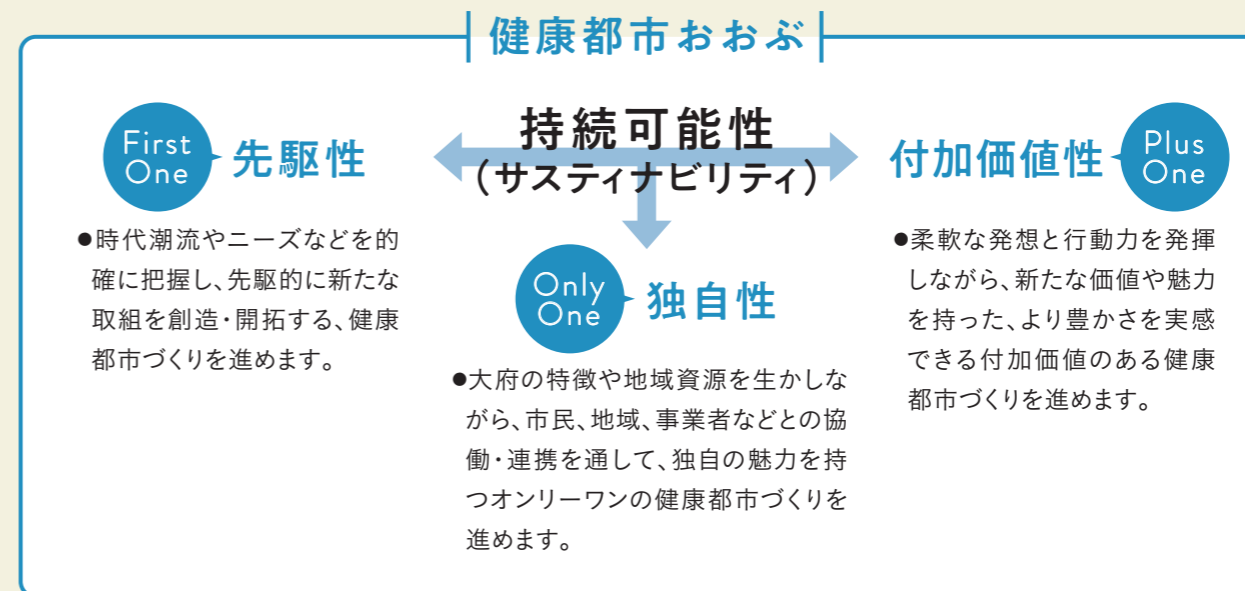 健康都市おおぶ
持続可能性
（サスティナビリティ）
First
One
先駆性
●時代潮流やニーズなどを的
確に把握し、先駆的に新たな
取組を創造・開拓する、健康
都市づくりを進めます。
Only
One
独自性
●大府の特徴や地域資源を生かしな
がら、市民、地域、事業者などとの協
働・連携を通して、独自の魅力を持
つオンリーワンの健康都市づくりを
進めます。
付加価値性
Plus
One
●柔軟な発想と行動力を発揮
しながら、新たな価値や魅力
を持った、より豊かさを実感
できる付加価値のある健康
都市づくりを進めます。